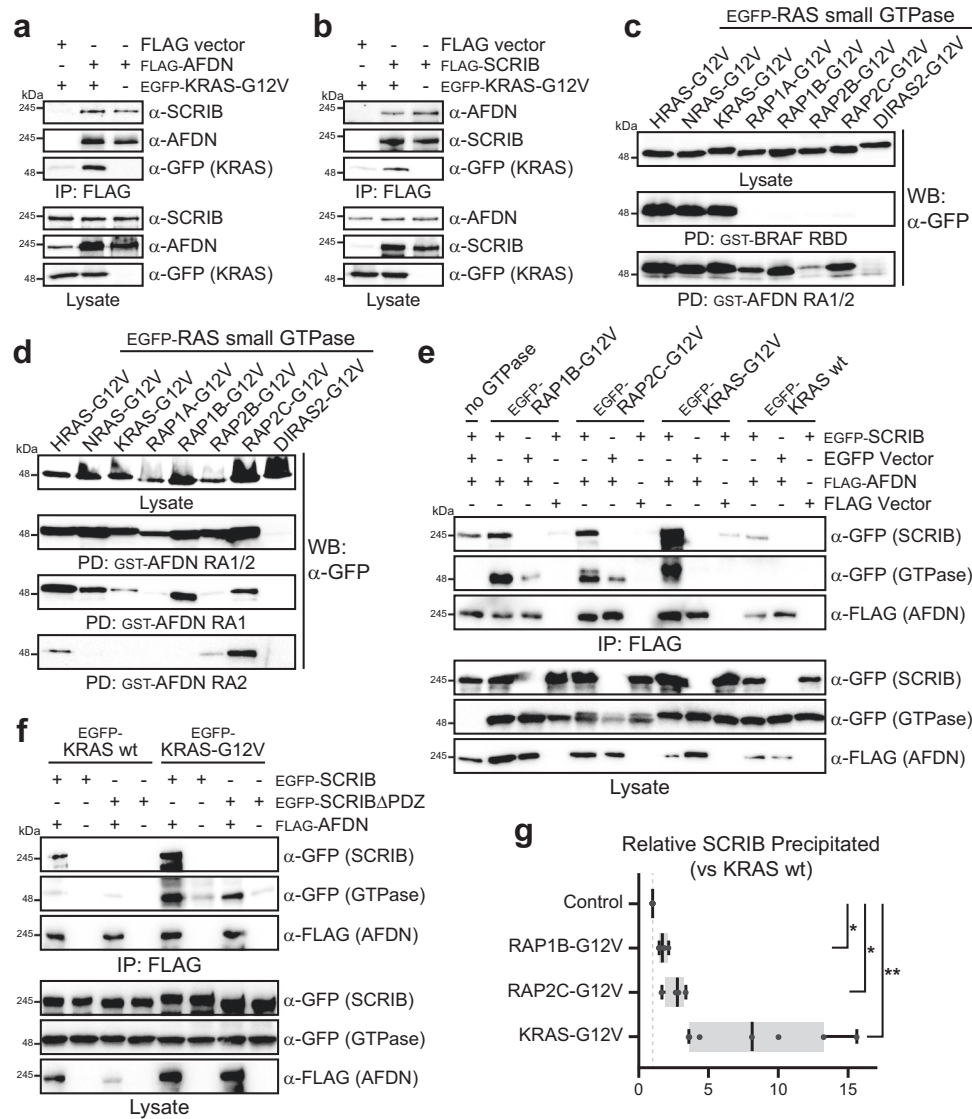 a
+ - - FLAG vector
- + + FLAG-AFDN
+ + - EGFP-KRAS-G12V
kDa
245 α-SCRIB
245 α-AFDN
48 α-GFP (KRAS)
IP: FLAG
245 α-SCRIB
245 α-AFDN
48 α-GFP (KRAS)
Lysate
b
+ - - FLAG vector
- + + FLAG-SCRIB
+ + - EGFP-KRAS-G12V
kDa
245 α-AFDN
245 α-SCRIB
48 α-GFP (KRAS)
IP: FLAG
245 α-AFDN
245 α-SCRIB
48 α-GFP (KRAS)
Lysate
c
EGFP-RAS small GTPase
HRAS-G12V
NRAS-G12V
KRAS-G12V
RAP1A-G12V
RAP1B-G12V
RAP2B-G12V
RAP2C-G12V
DIRAS2-G12V
kDa
48
Lysate
48
PD: GST-BRAF RBD
48
PD: GST-AFDN RA1/2
WB:
α-GFP
d
EGFP-RAS small GTPase
HRAS-G12V
NRAS-G12V
KRAS-G12V
RAP1A-G12V
RAP1B-G12V
RAP2B-G12V
RAP2C-G12V
DIRAS2-G12V
kDa
48
Lysate
48
PD: GST-AFDN RA1/2
48
PD: GST-AFDN RA1
48
PD: GST-AFDN RA2
WB:
α-GFP
e
no GTPase
EGFP-
RAP1B-G12V
EGFP-
RAP2C-G12V
EGFP-
KRAS-G12V
EGFP-
KRAS wt
+ + - + + - + + - + + - + EGFP-SCRIB
+ - + - - + - - + - - + - EGFP Vector
+ + + - + + - + + - + + - FLAG-AFDN
- - - + - - + - - + - - + FLAG Vector
kDa
245 α-GFP (SCRIB)
48 α-GFP (GTPase)
245 α-FLAG (AFDN)
IP: FLAG
245 α-GFP (SCRIB)
48 α-GFP (GTPase)
245 α-FLAG (AFDN)
Lysate
f
EGFP-
KRAS wt
EGFP-
KRAS-G12V
+ + - - + + - - EGFP-SCRIB
- - + + - - + + EGFP-SCRIBΔPDZ
+ - + - + - + - FLAG-AFDN
kDa
245 α-GFP (SCRIB)
48 α-GFP (GTPase)
245 α-FLAG (AFDN)
IP: FLAG
245 α-GFP (SCRIB)
48 α-GFP (GTPase)
245 α-FLAG (AFDN)
Lysate
g
Relative SCRIB Precipitated
(vs KRAS wt)
Control
RAP1B-G12V
RAP2C-G12V
KRAS-G12V
* * **
0 5 10 15